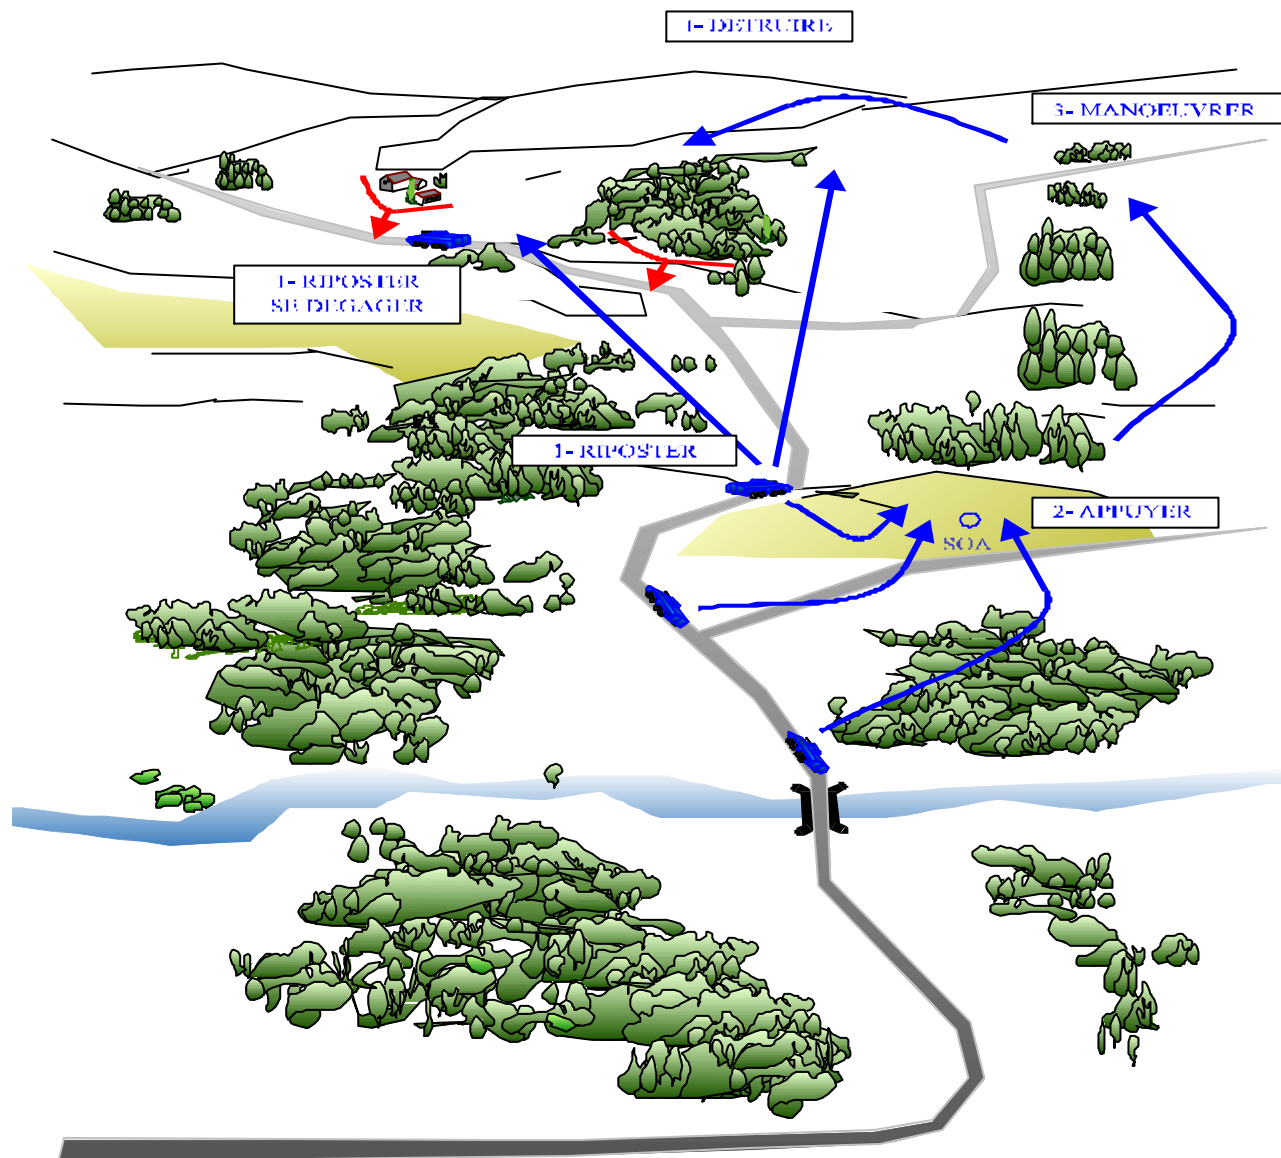 4- DETRUIRE
3- MANOEUVRER
1- RIPOSTER
SE DEGAGER
1- RIPOSTER
2- APPUYER
SOA